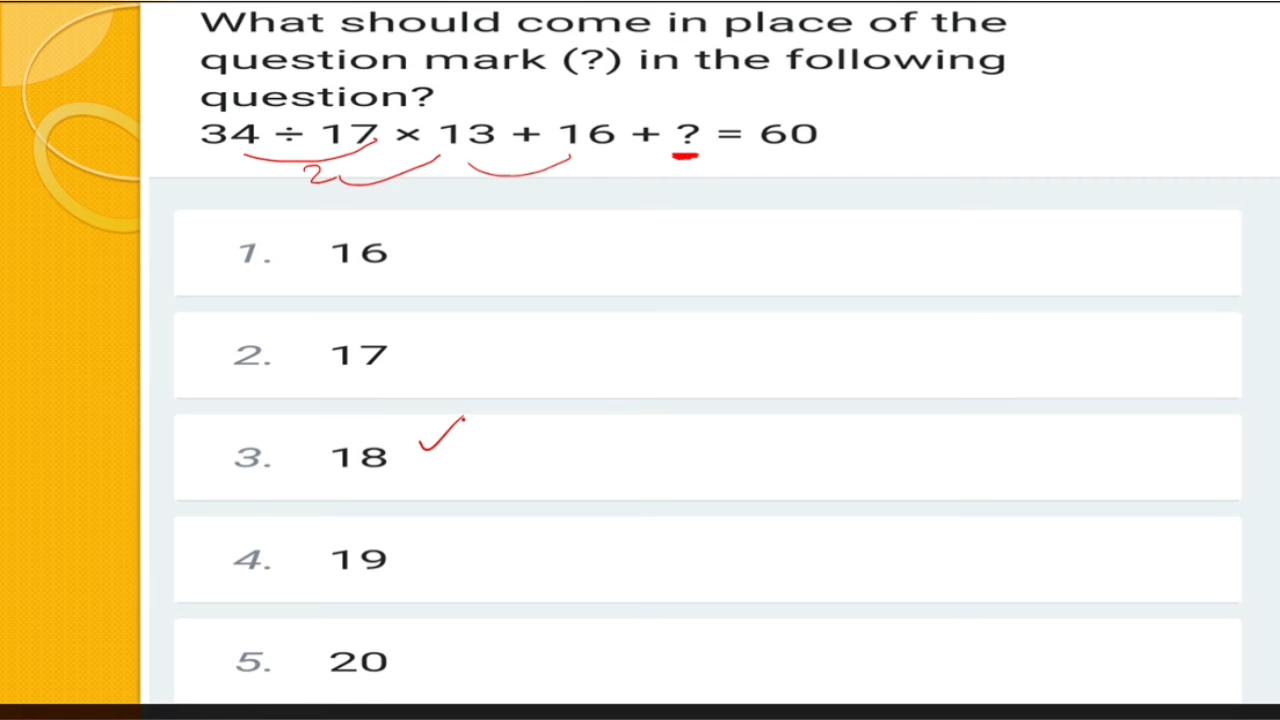 What should come in place of the
question mark (?) in the following
question?
34 ÷ 17 × 13 + 16 + ? = 60
2
1. 16
2. 17
3. 18
4. 19
5. 20